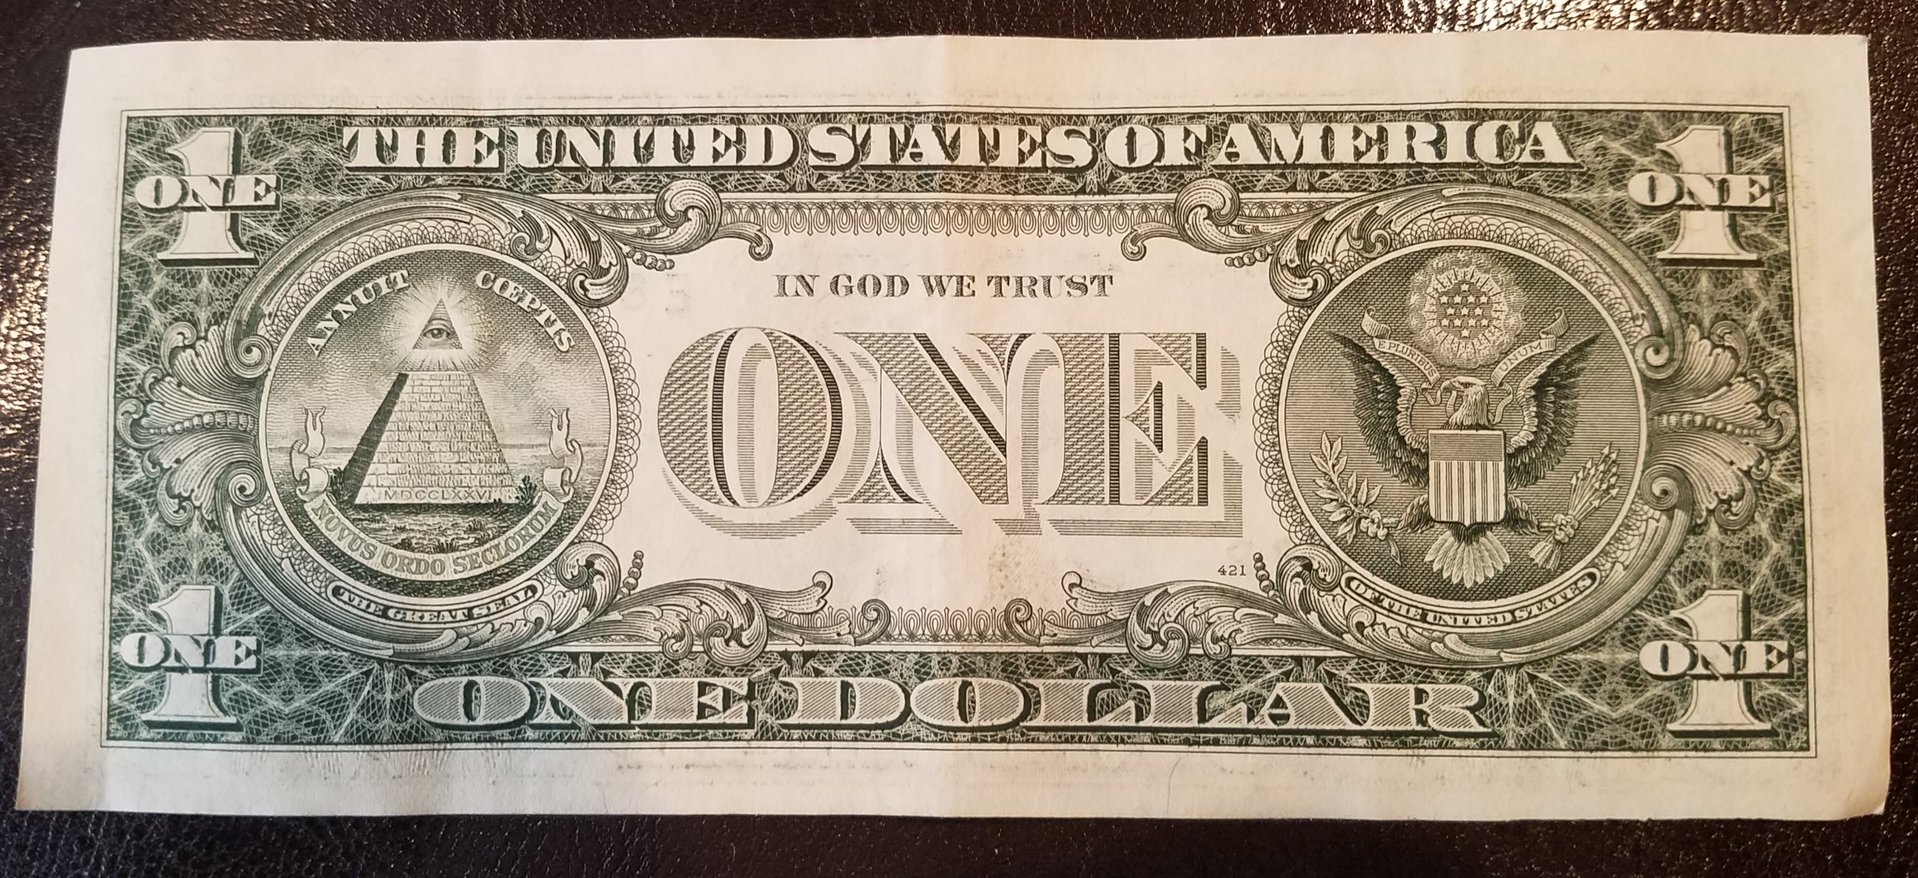 THE UNITED STATES OF AMERICA
1
ONE
1
ONE
ANNUIT CŒPTIS
IN GOD WE TRUST
E PLURIBUS UNUM
ONE
MDCCLXXVI
NOVUS ORDO SECLORUM
421
THE GREAT SEAL
OF THE UNITED STATES
1
ONE
1
ONE
ONE DOLLAR